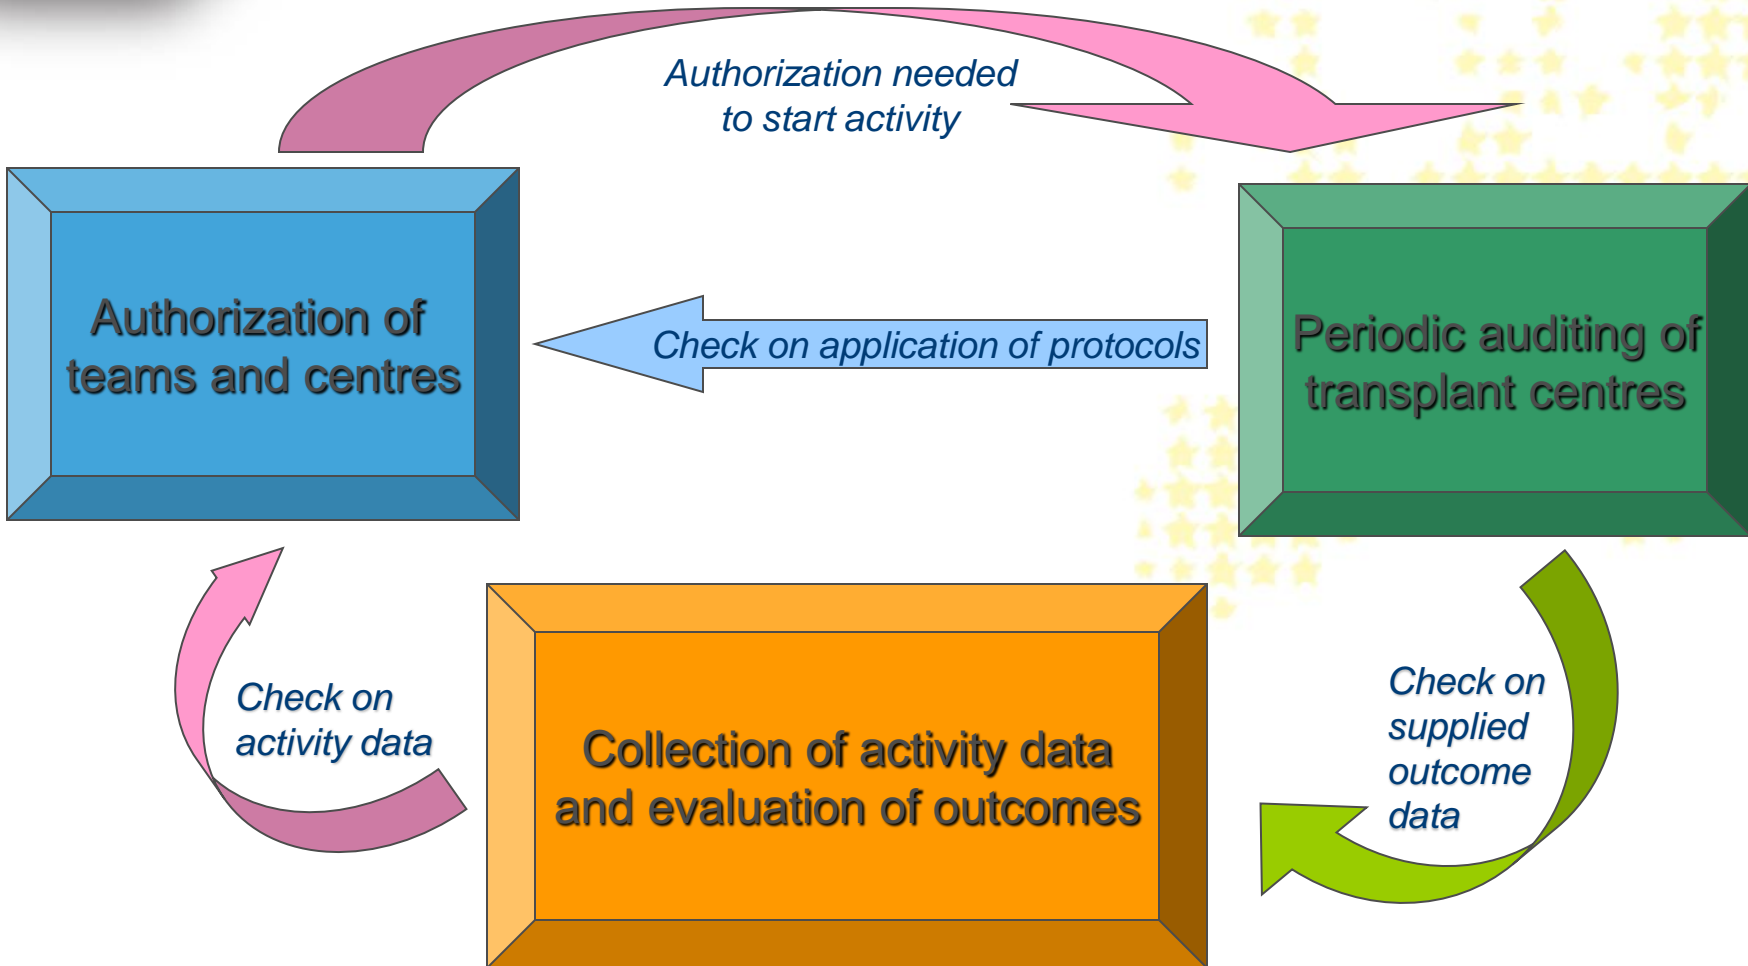 Authorization needed
to start activity
Authorization of
teams and centres
Check on application of protocols
Periodic auditing of
transplant centres
Check on
activity data
Collection of activity data
and evaluation of outcomes
Check on
supplied
outcome
data